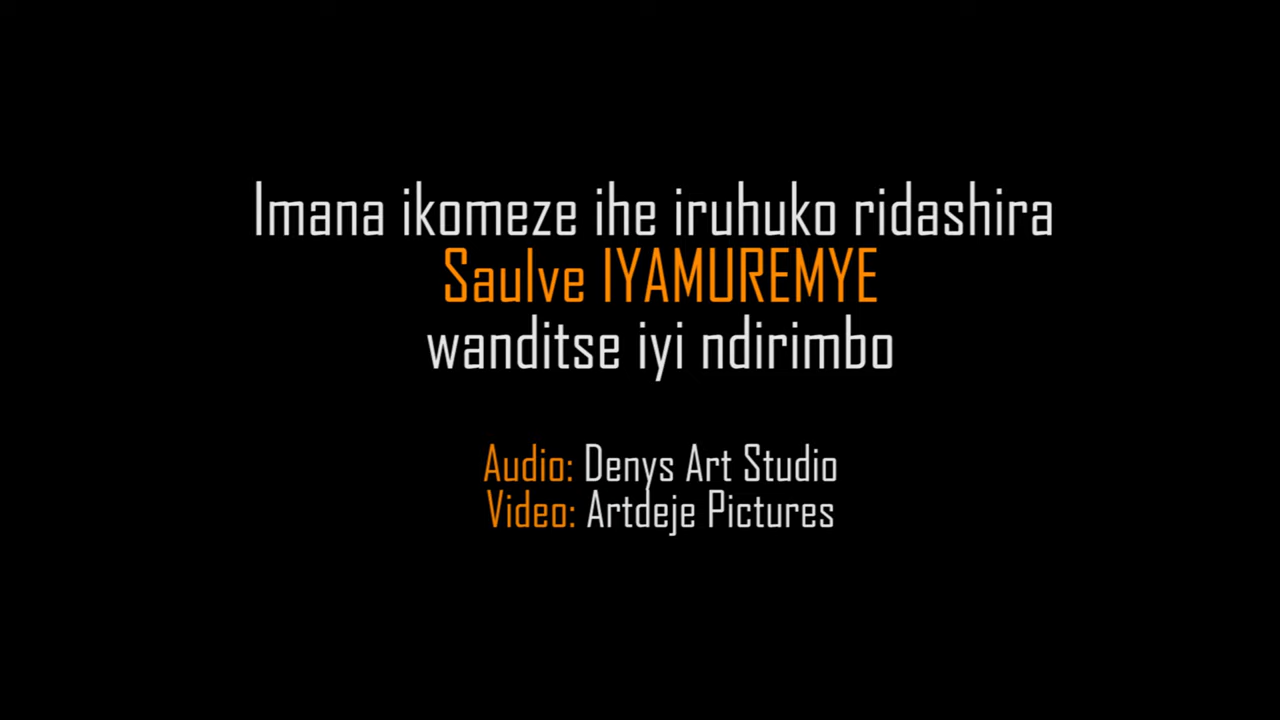 Imana ikomeze ihe iruhuko ridashira
Saulve IYAMUREMYE
wanditse iyi ndirimbo
Audio: Denys Art Studio
Video: Artdeje Pictures